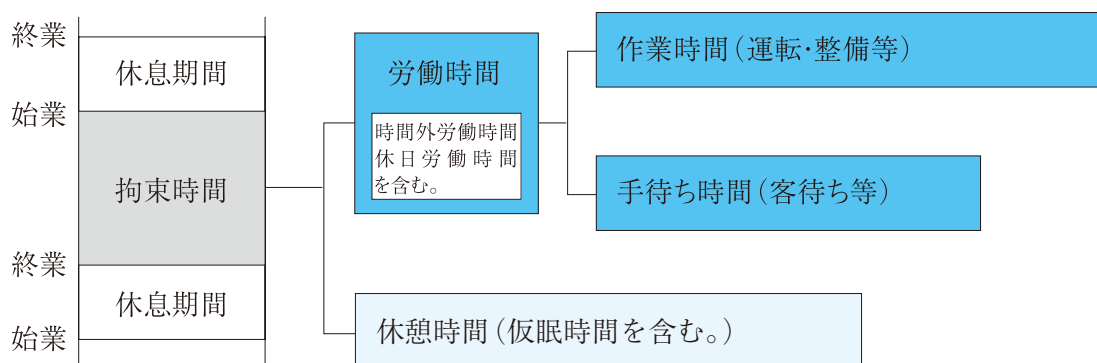 終業
休息期間
始業
拘束時間
終業
休息期間
始業
労働時間
時間外労働時間
休日労働時間
を含む。
作業時間（運転・整備等）
手待ち時間（客待ち等）
休憩時間（仮眠時間を含む。）